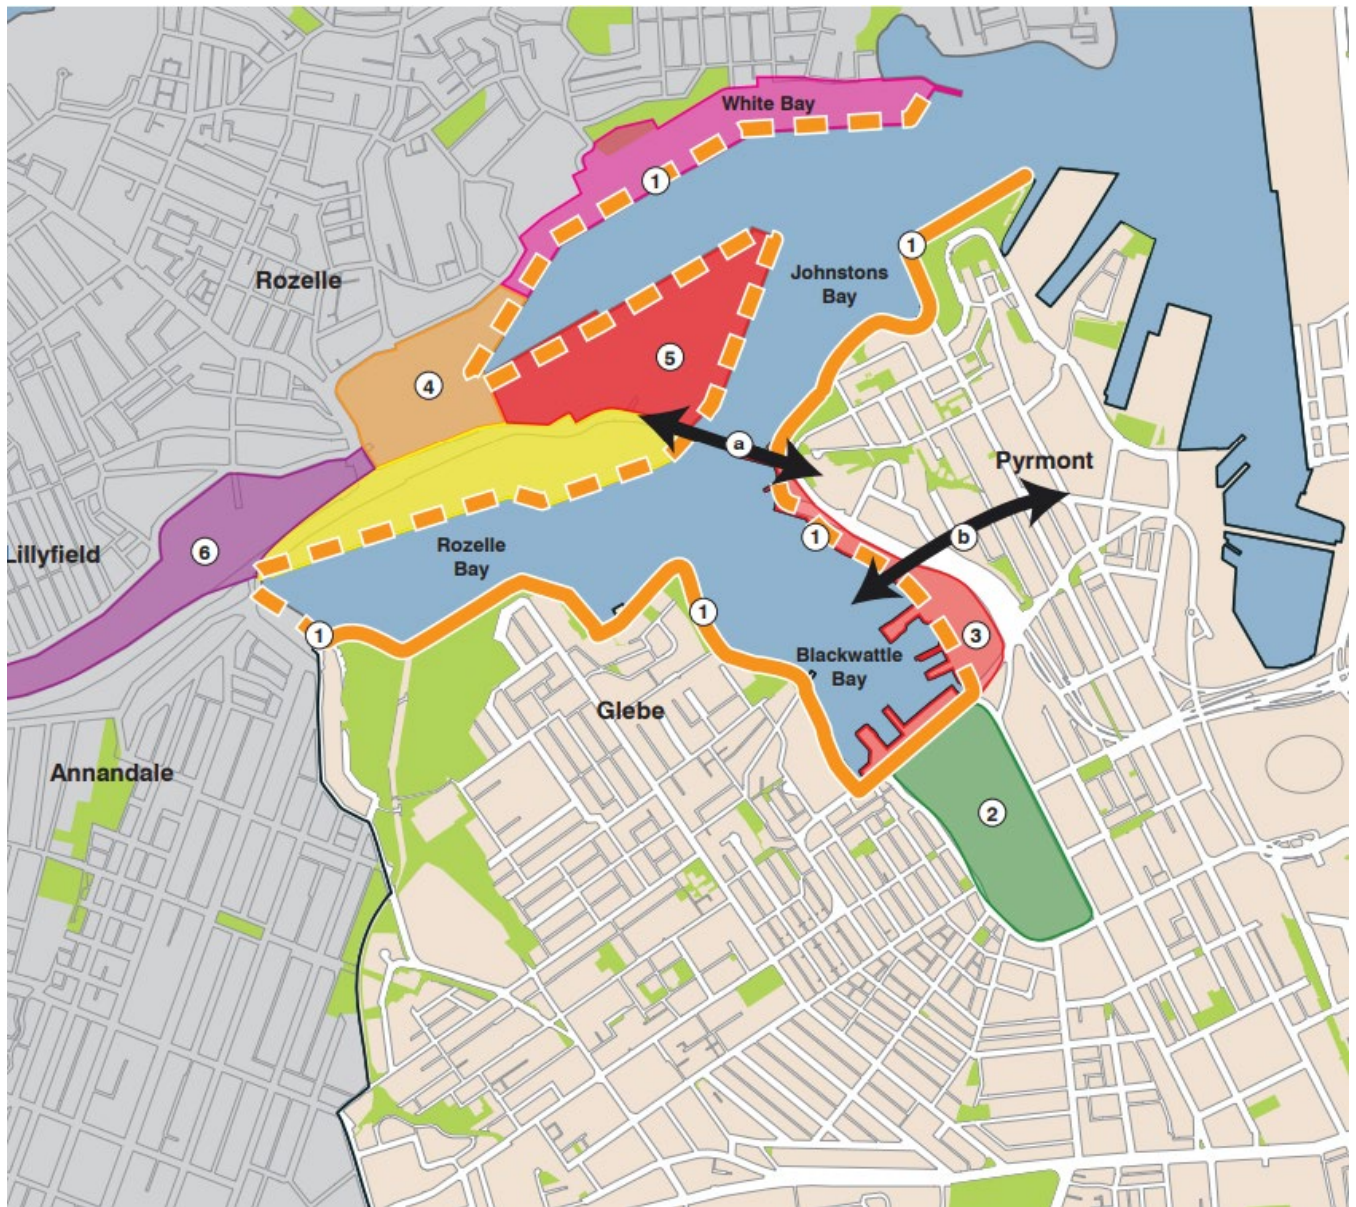 White Bay
1
1
Rozelle
Johnstons
Bay
5
4
a
Pyrmont
1
b
Rozelle
Bay
Lillyfield
6
1
1
3
Blackwattle
Bay
Glebe
Annandale
2